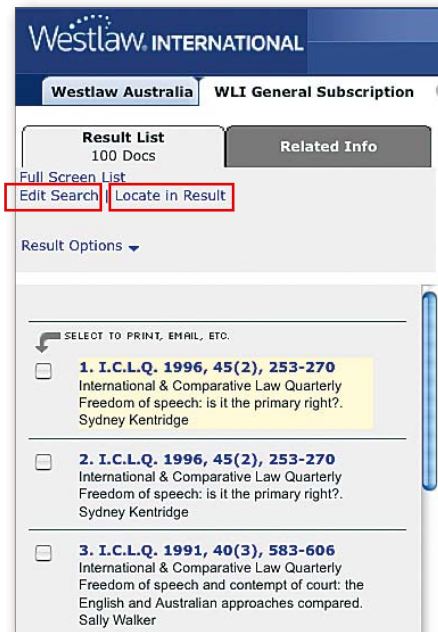 Westlaw. INTERNATIONAL
Westlaw Australia WLI General Subscription
Result List Related Info
100 Docs
Full Screen List
Edit Search | Locate in Result
Result Options
SELECT TO PRINT, EMAIL, ETC.
1. I.C.L.Q. 1996, 45(2), 253-270
International & Comparative Law Quarterly
Freedom of speech: is it the primary right?.
Sydney Kentridge
2. I.C.L.Q. 1996, 45(2), 253-270
International & Comparative Law Quarterly
Freedom of speech: is it the primary right?.
Sydney Kentridge
3. I.C.L.Q. 1991, 40(3), 583-606
International & Comparative Law Quarterly
Freedom of speech and contempt of court: the
English and Australian approaches compared.
Sally Walker